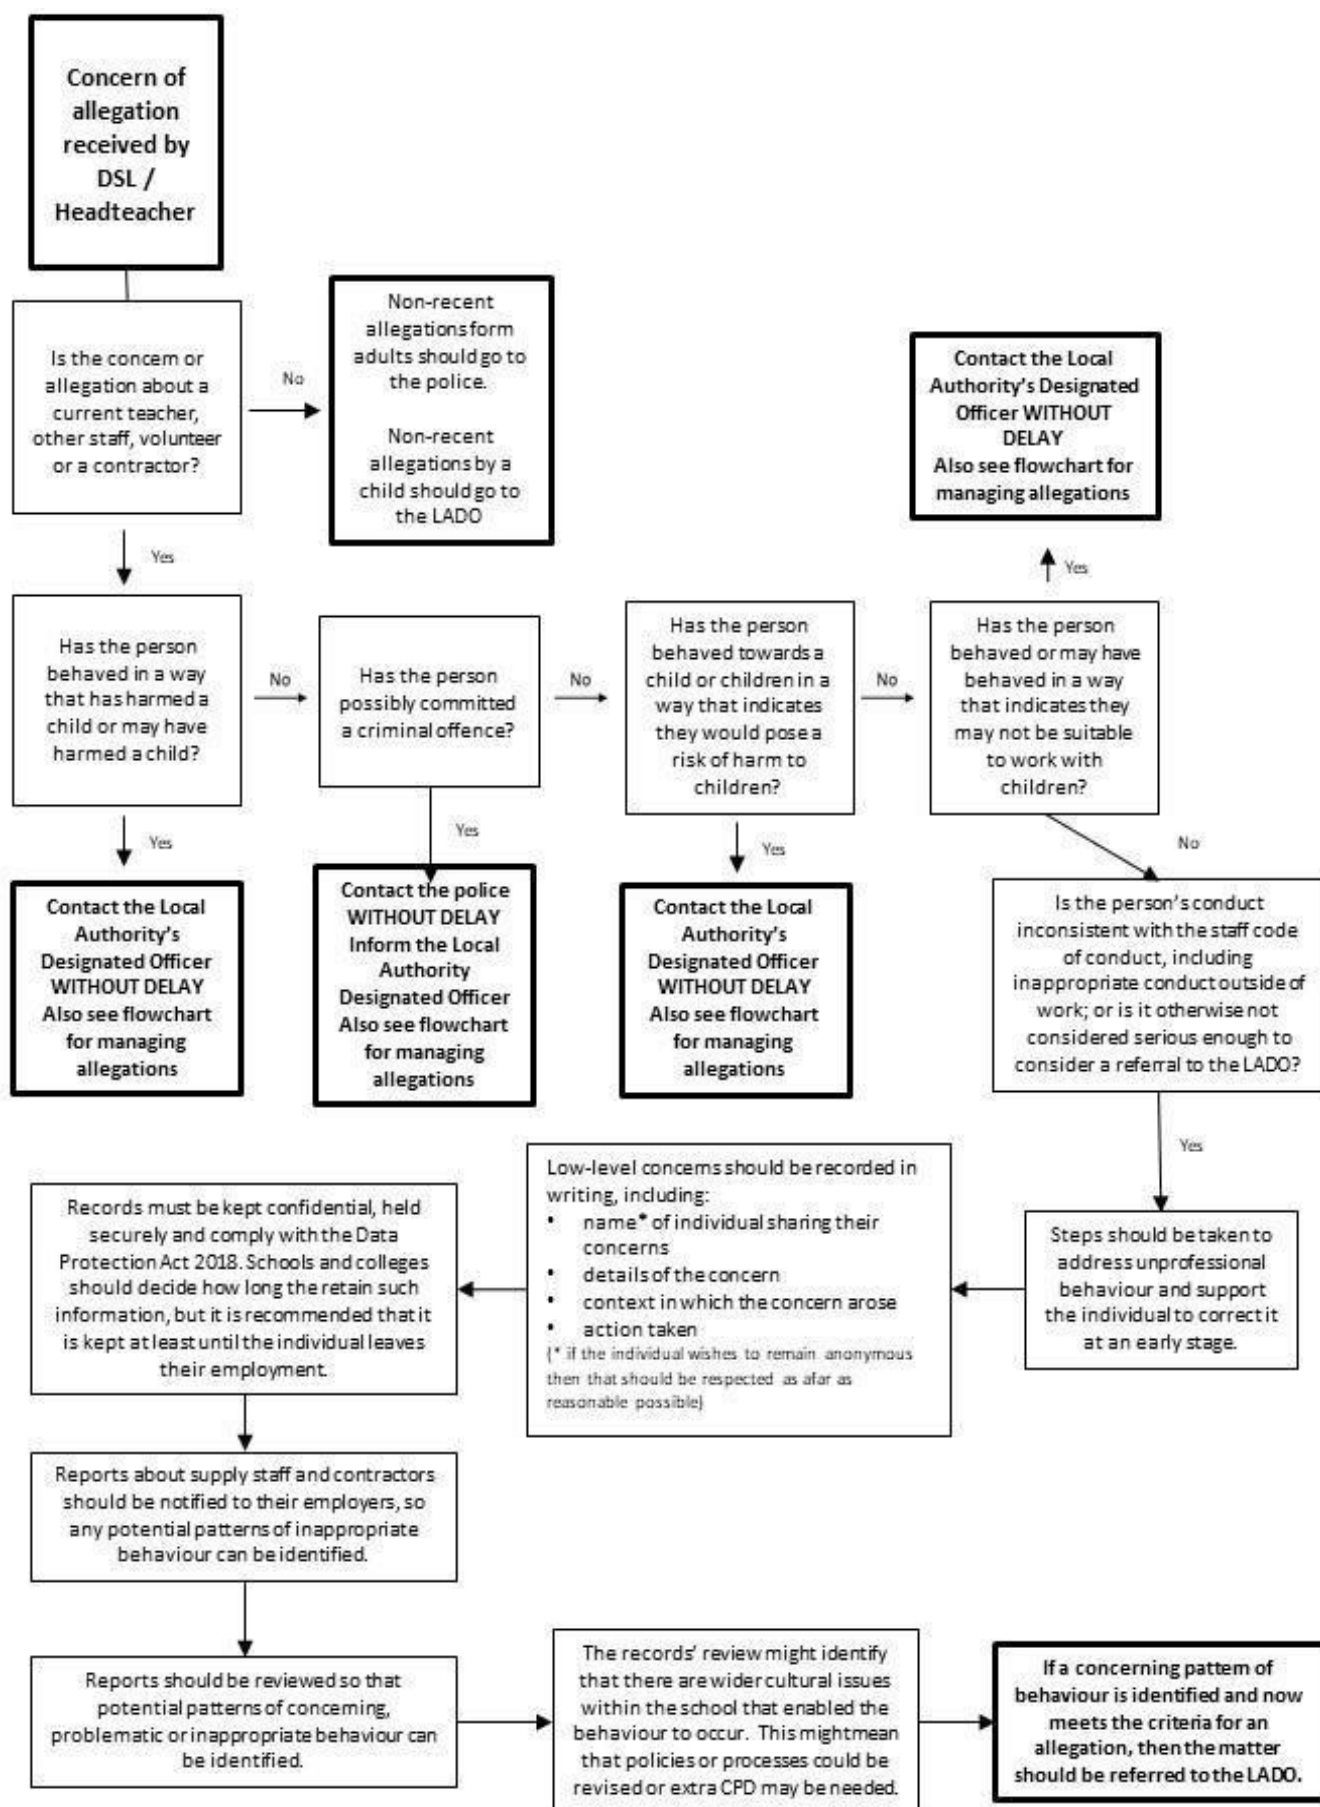 Concern of
allegation
received by
DSL /
Headteacher
Is the concern or
allegation about a
current teacher,
other staff, volunteer
or a contractor?
No
Non-recent
allegations form
adults should go to
the police.
Non-recent
allegations by a
child should go to
the LADO
Contact the Local
Authority's Designated
Officer WITHOUT
DELAY
Also see flowchart for
managing allegations
Yes
Yes
Has the person
behaved in a way
that has harmed a
child or may have
harmed a child?
No
Has the person
possibly committed
a criminal offence?
No
Has the person
behaved towards a
child or children in a
way that indicates
they would pose a
risk of harm to
children?
No
Has the person
behaved or may have
behaved in a way
that indicates they
may not be suitable
to work with
children?
Yes
Yes
Yes
No
Contact the Local
Authority's
Designated Officer
WITHOUT DELAY
Also see flowchart
for managing
allegations
Contact the police
WITHOUT DELAY
Inform the Local
Authority
Designated Officer
Also see flowchart
for managing
allegations
Contact the Local
Authority's
Designated Officer
WITHOUT DELAY
Also see flowchart
for managing
allegations
Is the person's conduct
inconsistent with the staff code
of conduct, including
inappropriate conduct outside of
work; or is it otherwise not
considered serious enough to
consider a referral to the LADO?
Yes
Steps should be taken to
address unprofessional
behaviour and support
the individual to correct it
at an early stage.
Low-level concerns should be recorded in
writing, including:
• name* of individual sharing their
concerns
• details of the concern
• context in which the concern arose
• action taken
(* if the individual wishes to remain anonymous
then that should be respected as afar as
reasonable possible)
Records must be kept confidential, held
securely and comply with the Data
Protection Act 2018. Schools and colleges
should decide how long the retain such
information, but it is recommended that it
is kept at least until the individual leaves
their employment.
Reports about supply staff and contractors
should be notified to their employers, so
any potential patterns of inappropriate
behaviour can be identified.
Reports should be reviewed so that
potential patterns of concerning,
problematic or inappropriate behaviour can
be identified.
The records' review might identify
that there are wider cultural issues
within the school that enabled the
behaviour to occur. This might mean
that policies or processes could be
revised or extra CPD may be needed.
If a concerning pattern of
behaviour is identified and now
meets the criteria for an
allegation, then the matter
should be referred to the LADO.